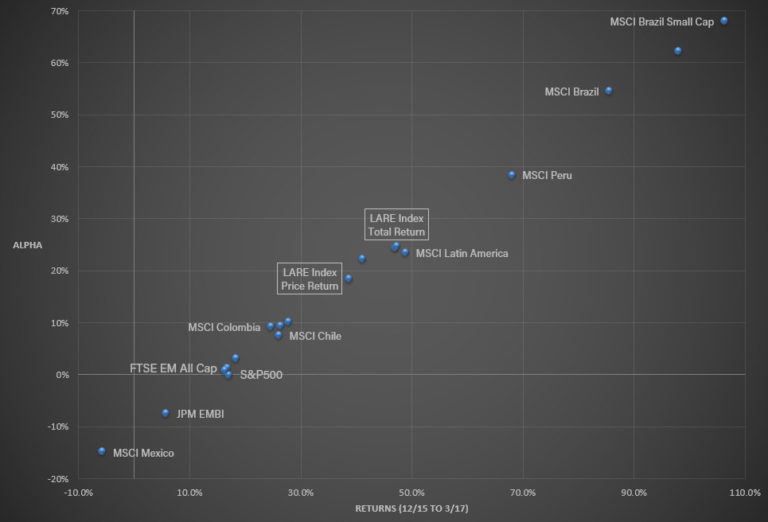 70%
MSCI Brazil Small Cap
60%
MSCI Brazil
50%
40%
MSCI Peru
30%
LARE Index
Total Return
ALPHA
MSCI Latin America
20%
LARE Index
Price Return
10%
MSCI Colombia
MSCI Chile
FTSE EM All Cap
0%
S&P500
JPM EMBI
-10%
MSCI Mexico
-20%
-10.0%
10.0%
30.0%
50.0%
70.0%
90.0%
110.0%
RETURNS (12/15 TO 3/17)